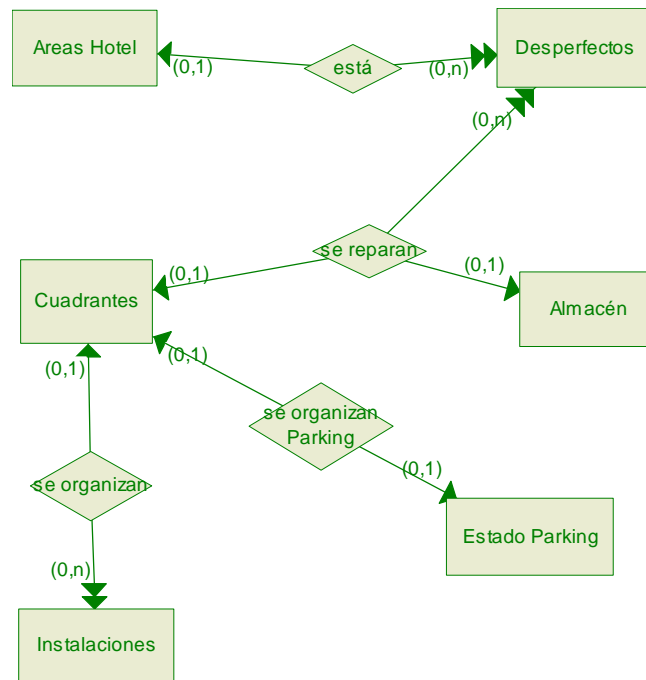 Areas Hotel
(0,1)
está
(0,n)
Desperfectos
(0,n)
se reparan
(0,1)
(0,1)
Cuadrantes
Almacén
(0,1)
(0,1)
se organizan
Parking
(0,1)
se organizan
Estado Parking
(0,n)
Instalaciones